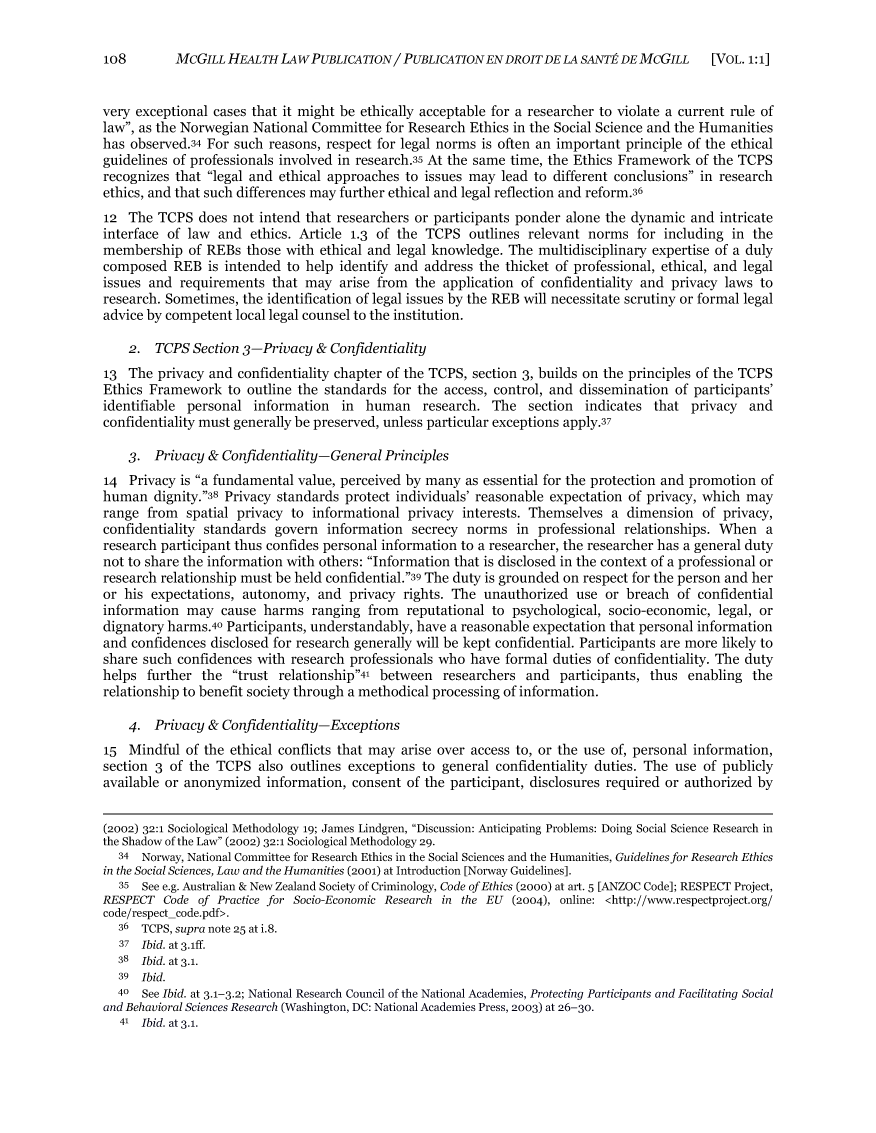 108 MCGILL HEALTH LAW PUBLICATION / PUBLICATION EN DROIT DE LA SANTÉ DE MCGILL [VOL. 1:1]
very exceptional cases that it might be ethically acceptable for a researcher to violate a current rule of
law”, as the Norwegian National Committee for Research Ethics in the Social Science and the Humanities
has observed.34 For such reasons, respect for legal norms is often an important principle of the ethical
guidelines of professionals involved in research.35 At the same time, the Ethics Framework of the TCPS
recognizes that “legal and ethical approaches to issues may lead to different conclusions” in research
ethics, and that such differences may further ethical and legal reflection and reform.36
12 The TCPS does not intend that researchers or participants ponder alone the dynamic and intricate
interface of law and ethics. Article 1.3 of the TCPS outlines relevant norms for including in the
membership of REBs those with ethical and legal knowledge. The multidisciplinary expertise of a duly
composed REB is intended to help identify and address the thicket of professional, ethical, and legal
issues and requirements that may arise from the application of confidentiality and privacy laws to
research. Sometimes, the identification of legal issues by the REB will necessitate scrutiny or formal legal
advice by competent local legal counsel to the institution.
2. TCPS Section 3—Privacy & Confidentiality
13 The privacy and confidentiality chapter of the TCPS, section 3, builds on the principles of the TCPS
Ethics Framework to outline the standards for the access, control, and dissemination of participants’
identifiable personal information in human research. The section indicates that privacy and
confidentiality must generally be preserved, unless particular exceptions apply.37
3. Privacy & Confidentiality—General Principles
14 Privacy is “a fundamental value, perceived by many as essential for the protection and promotion of
human dignity.”38 Privacy standards protect individuals’ reasonable expectation of privacy, which may
range from spatial privacy to informational privacy interests. Themselves a dimension of privacy,
confidentiality standards govern information secrecy norms in professional relationships. When a
research participant thus confides personal information to a researcher, the researcher has a general duty
not to share the information with others: “Information that is disclosed in the context of a professional or
research relationship must be held confidential.”39 The duty is grounded on respect for the person and her
or his expectations, autonomy, and privacy rights. The unauthorized use or breach of confidential
information may cause harms ranging from reputational to psychological, socio-economic, legal, or
dignatory harms.40 Participants, understandably, have a reasonable expectation that personal information
and confidences disclosed for research generally will be kept confidential. Participants are more likely to
share such confidences with research professionals who have formal duties of confidentiality. The duty
helps further the “trust relationship”41 between researchers and participants, thus enabling the
relationship to benefit society through a methodical processing of information.
4. Privacy & Confidentiality—Exceptions
15 Mindful of the ethical conflicts that may arise over access to, or the use of, personal information,
section 3 of the TCPS also outlines exceptions to general confidentiality duties. The use of publicly
available or anonymized information, consent of the participant, disclosures required or authorized by
(2002) 32:1 Sociological Methodology 19; James Lindgren, “Discussion: Anticipating Problems: Doing Social Science Research in
the Shadow of the Law” (2002) 32:1 Sociological Methodology 29.
34 Norway, National Committee for Research Ethics in the Social Sciences and the Humanities, Guidelines for Research Ethics
in the Social Sciences, Law and the Humanities (2001) at Introduction [Norway Guidelines].
35 See e.g. Australian & New Zealand Society of Criminology, Code of Ethics (2000) at art. 5 [ANZOC Code]; RESPECT Project,
RESPECT Code of Practice for Socio-Economic Research in the EU (2004), online: <http://www.respectproject.org/
code/respect_code.pdf>.
36 TCPS, supra note 25 at i.8.
37 Ibid. at 3.1ff.
38 Ibid. at 3.1.
39 Ibid.
40 See Ibid. at 3.1–3.2; National Research Council of the National Academies, Protecting Participants and Facilitating Social
and Behavioral Sciences Research (Washington, DC: National Academies Press, 2003) at 26–30.
41 Ibid. at 3.1.